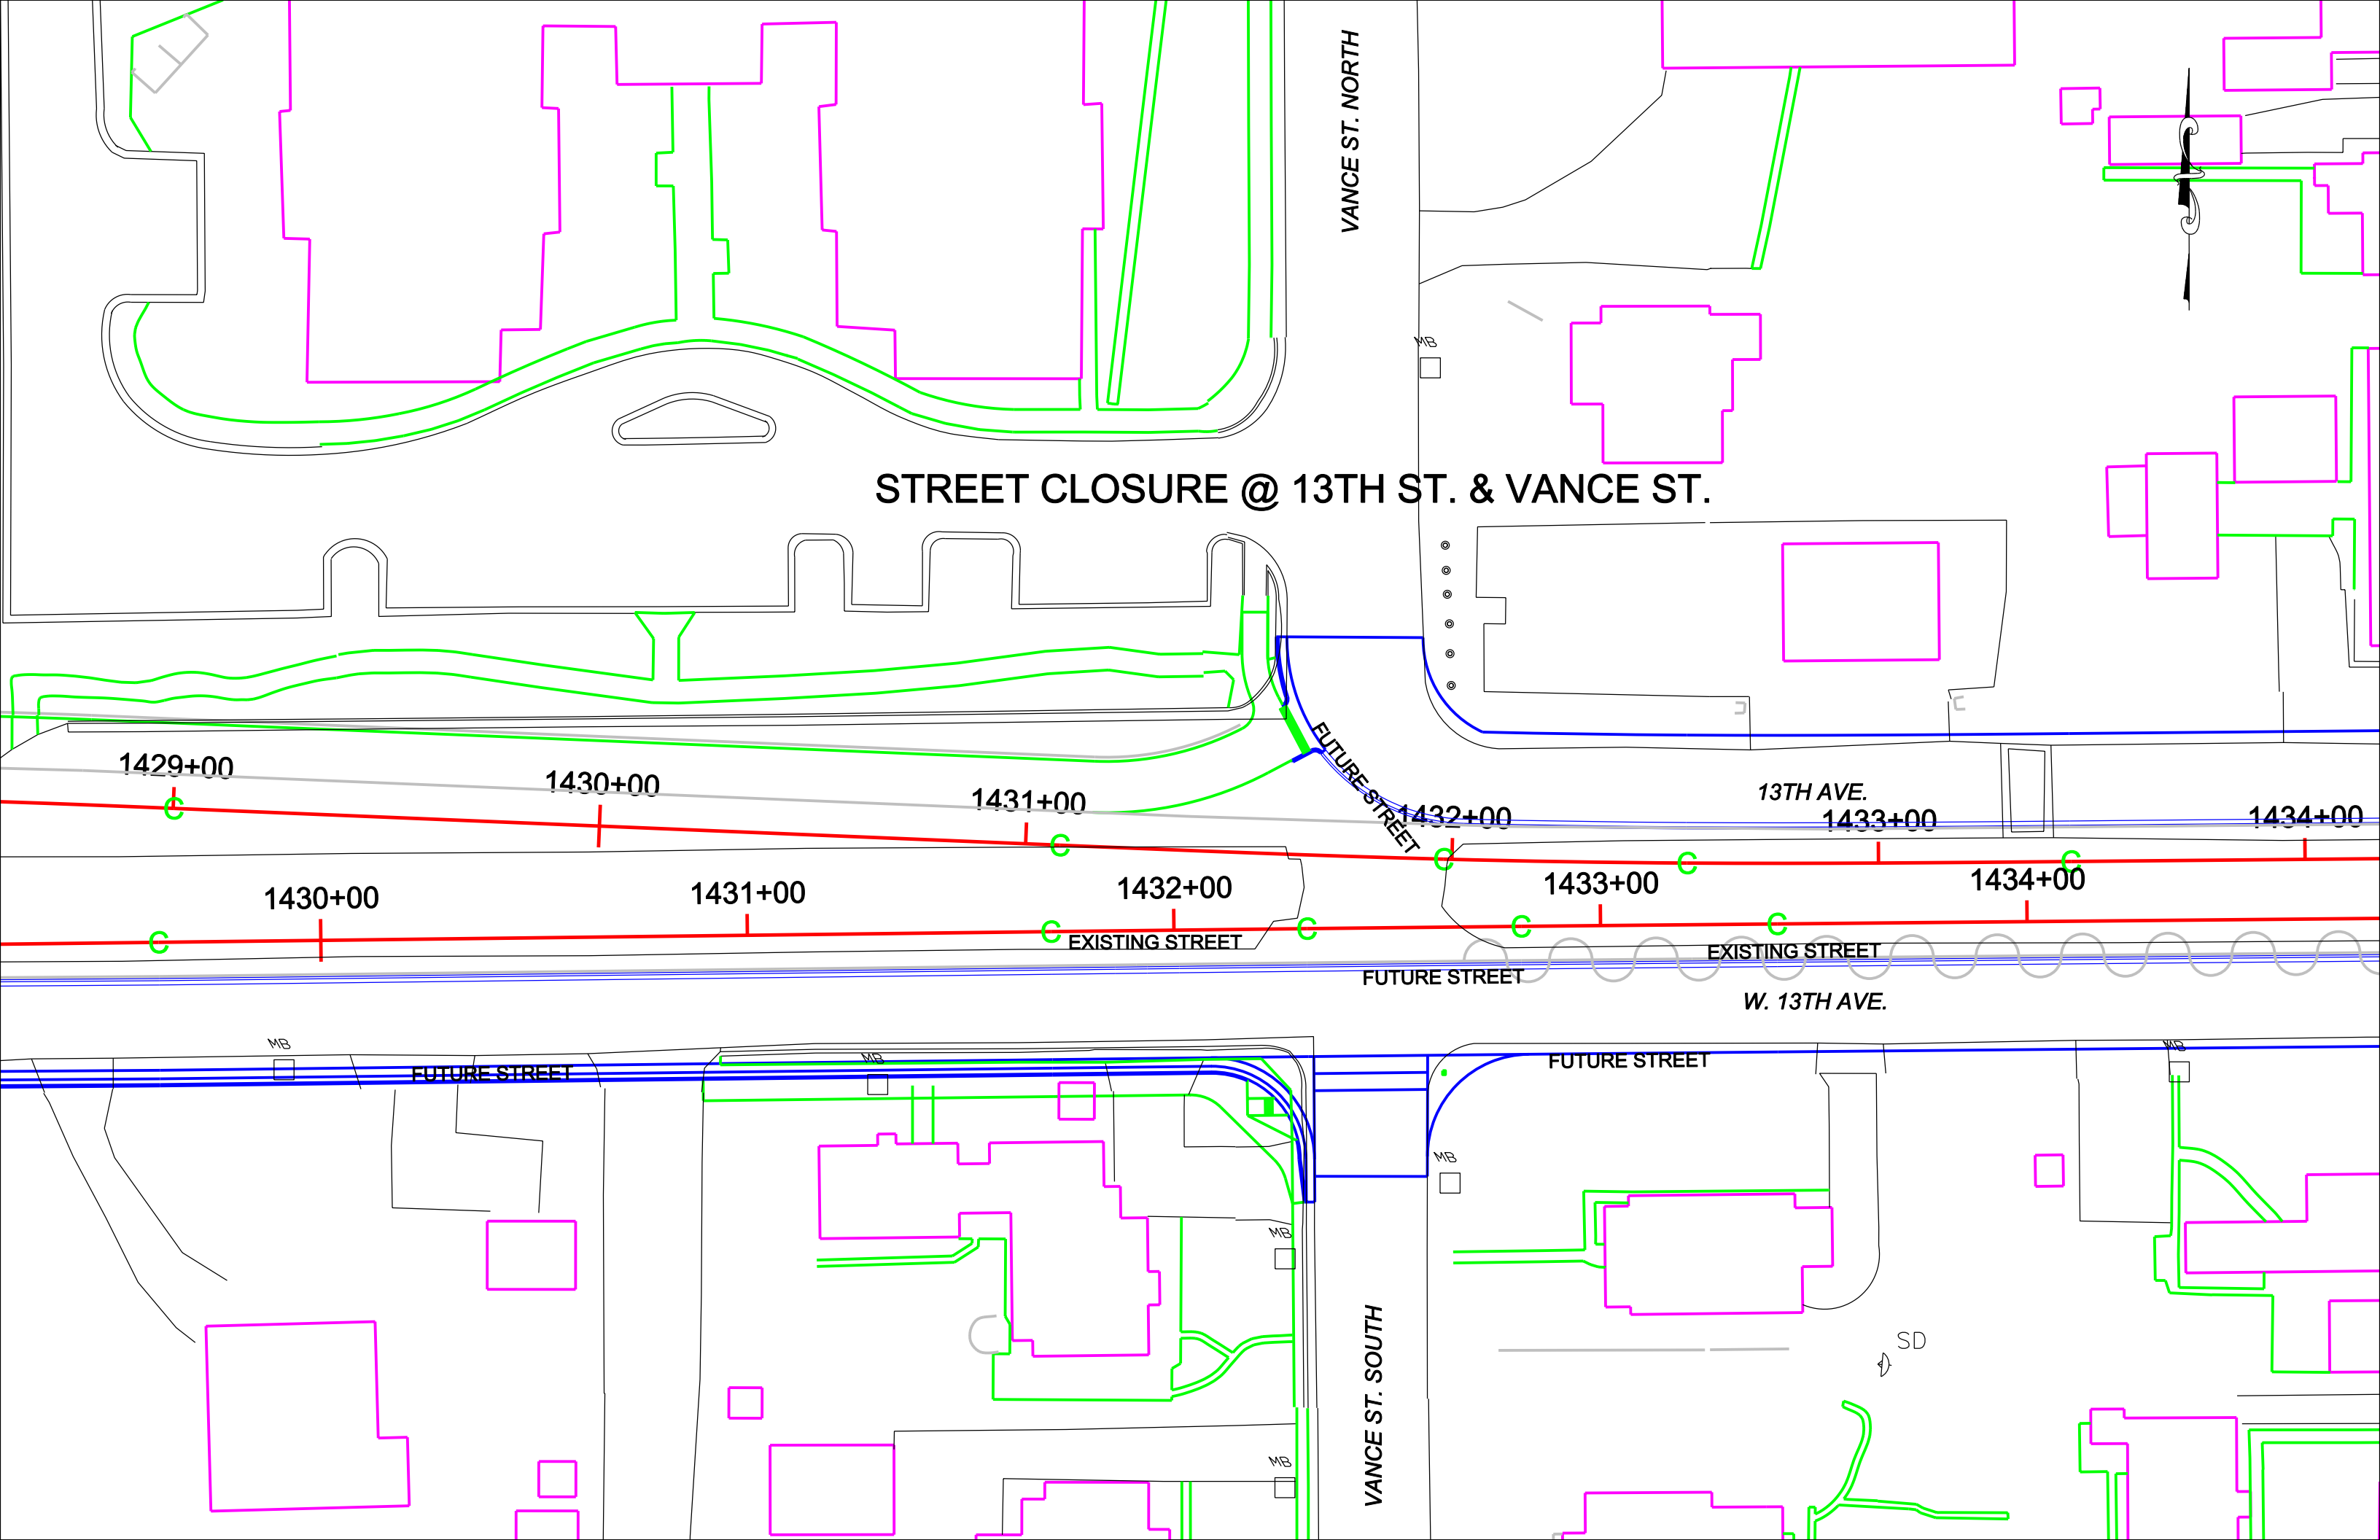 VANCE ST. NORTH
MB
STREET CLOSURE @ 13TH ST. & VANCE ST.
FUTURE STREET
1429+00
1430+00
1431+00
1432+00
13TH AVE.
1433+00
1434+00
C
C
C
C
C
1430+00
1431+00
1432+00
1433+00
1434+00
C
C
C
C
C
EXISTING STREET
EXISTING STREET
FUTURE STREET
W. 13TH AVE.
MB
MB
MB
FUTURE STREET
FUTURE STREET
MB
MB
VANCE ST. SOUTH
SD
MB